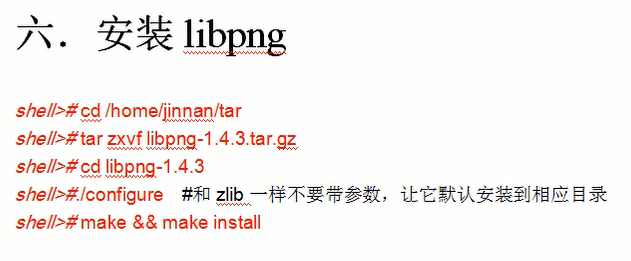 六．安装 libpng
shell># cd /home/jinnan/tar
shell># tar zxvf libpng-1.4.3.tar.gz
shell># cd libpng-1.4.3
shell>#./configure #和 zlib 一样不要带参数，让它默认安装到相应目录
shell># make && make install